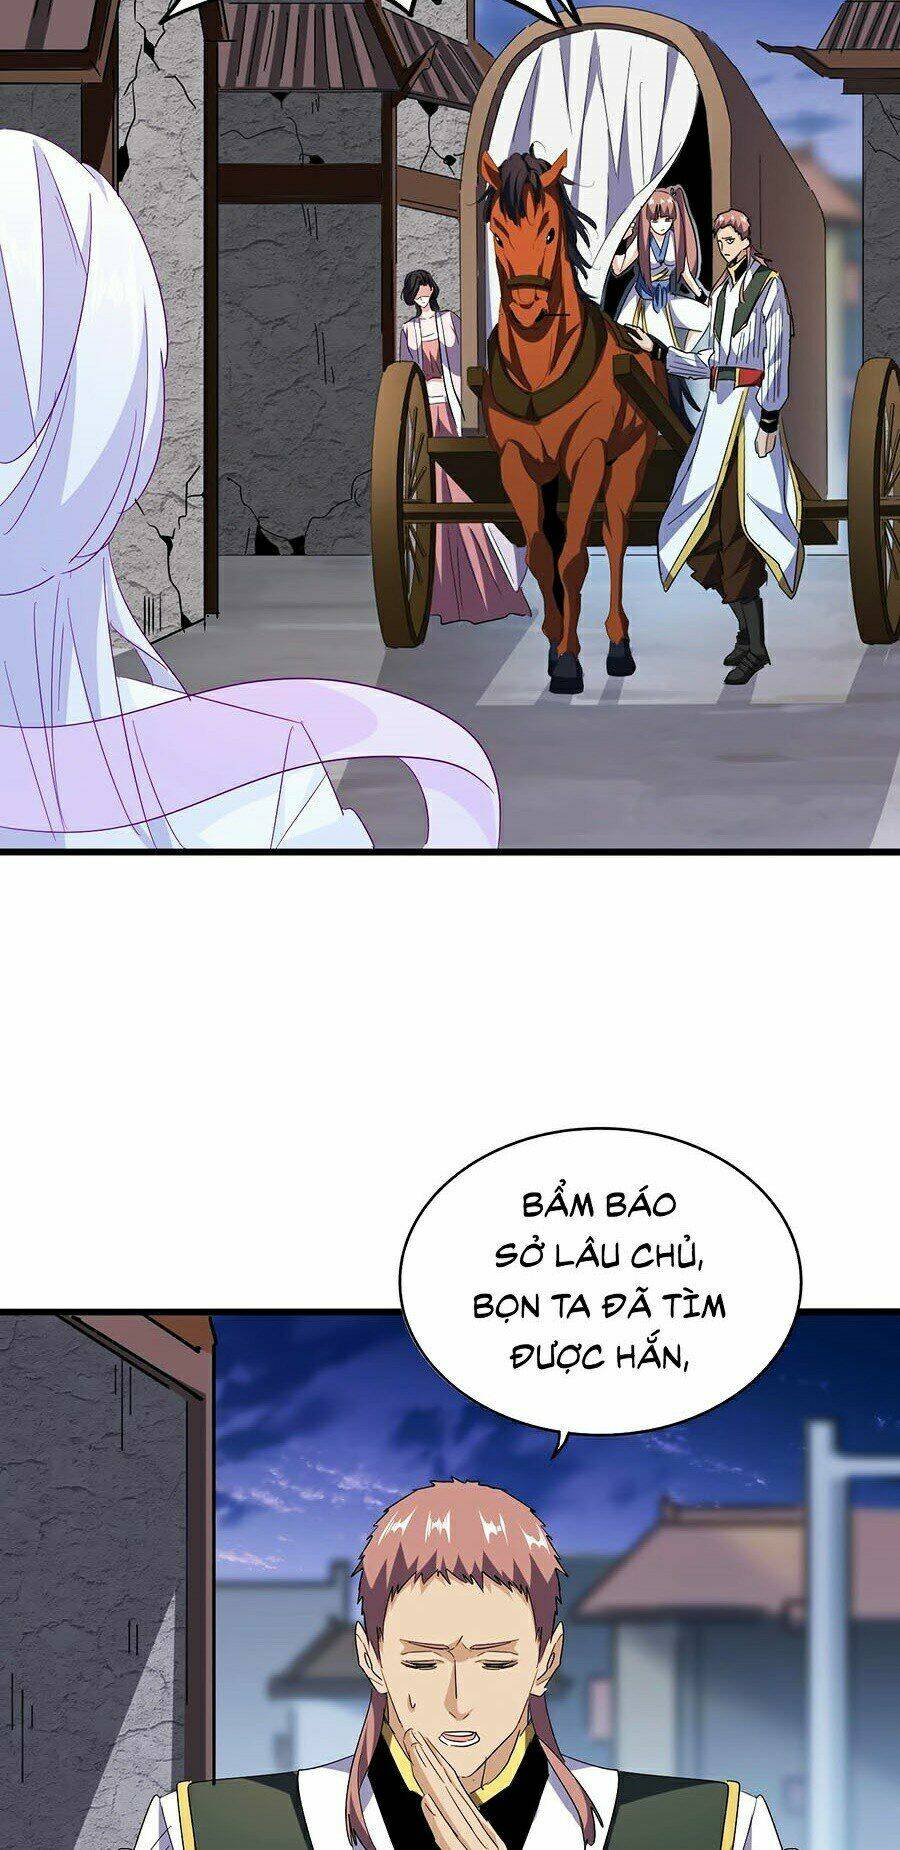 BẨM BÁO
SỞ LÂU CHỦ,
BỌN TA ĐÃ TÌM
ĐƯỢC HẮN,